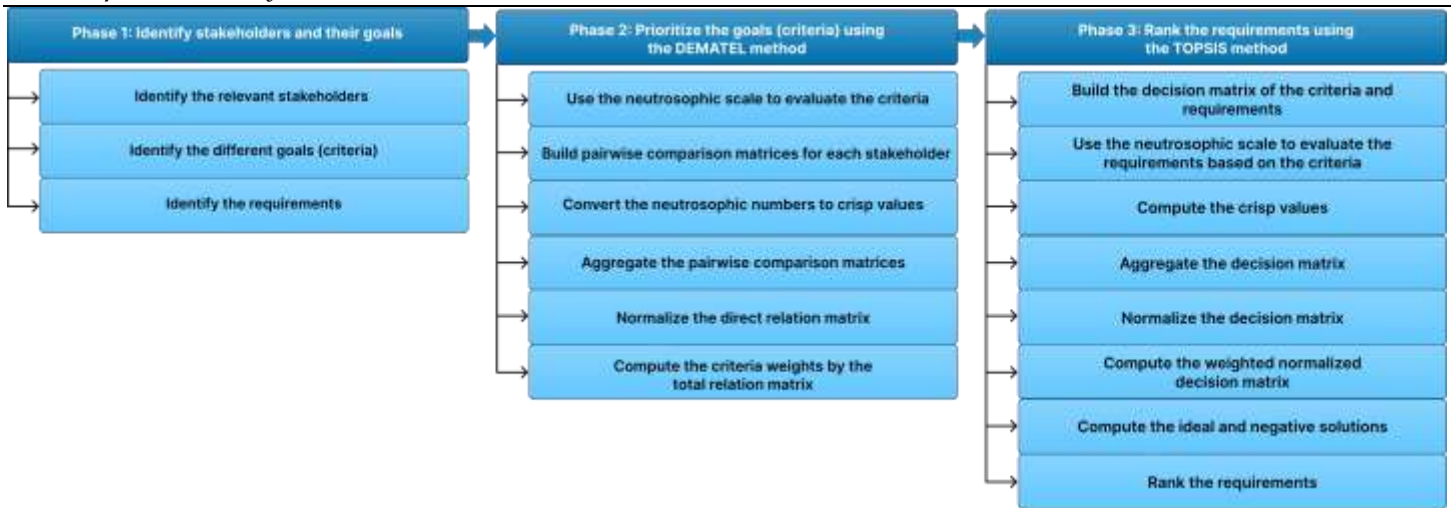 Phase 1: Identify stakeholders and their goals
Identify the relevant stakeholders
Identify the different goals (criteria)
Identify the requirements
Phase 2: Prioritize the goals (criteria) using
the DEMATEL method
Use the neutrosophic scale to evaluate the criteria
Build pairwise comparison matrices for each stakeholder
Convert the neutrosophic numbers to crisp values
Aggregate the pairwise comparison matrices
Normalize the direct relation matrix
Compute the criteria weights by the
total relation matrix
Phase 3: Rank the requirements using
the TOPSIS method
Build the decision matrix of the criteria and
requirements
Use the neutrosophic scale to evaluate the
requirements based on the criteria
Compute the crisp values
Aggregate the decision matrix
Normalize the decision matrix
Compute the weighted normalized
decision matrix
Compute the ideal and negative solutions
Rank the requirements